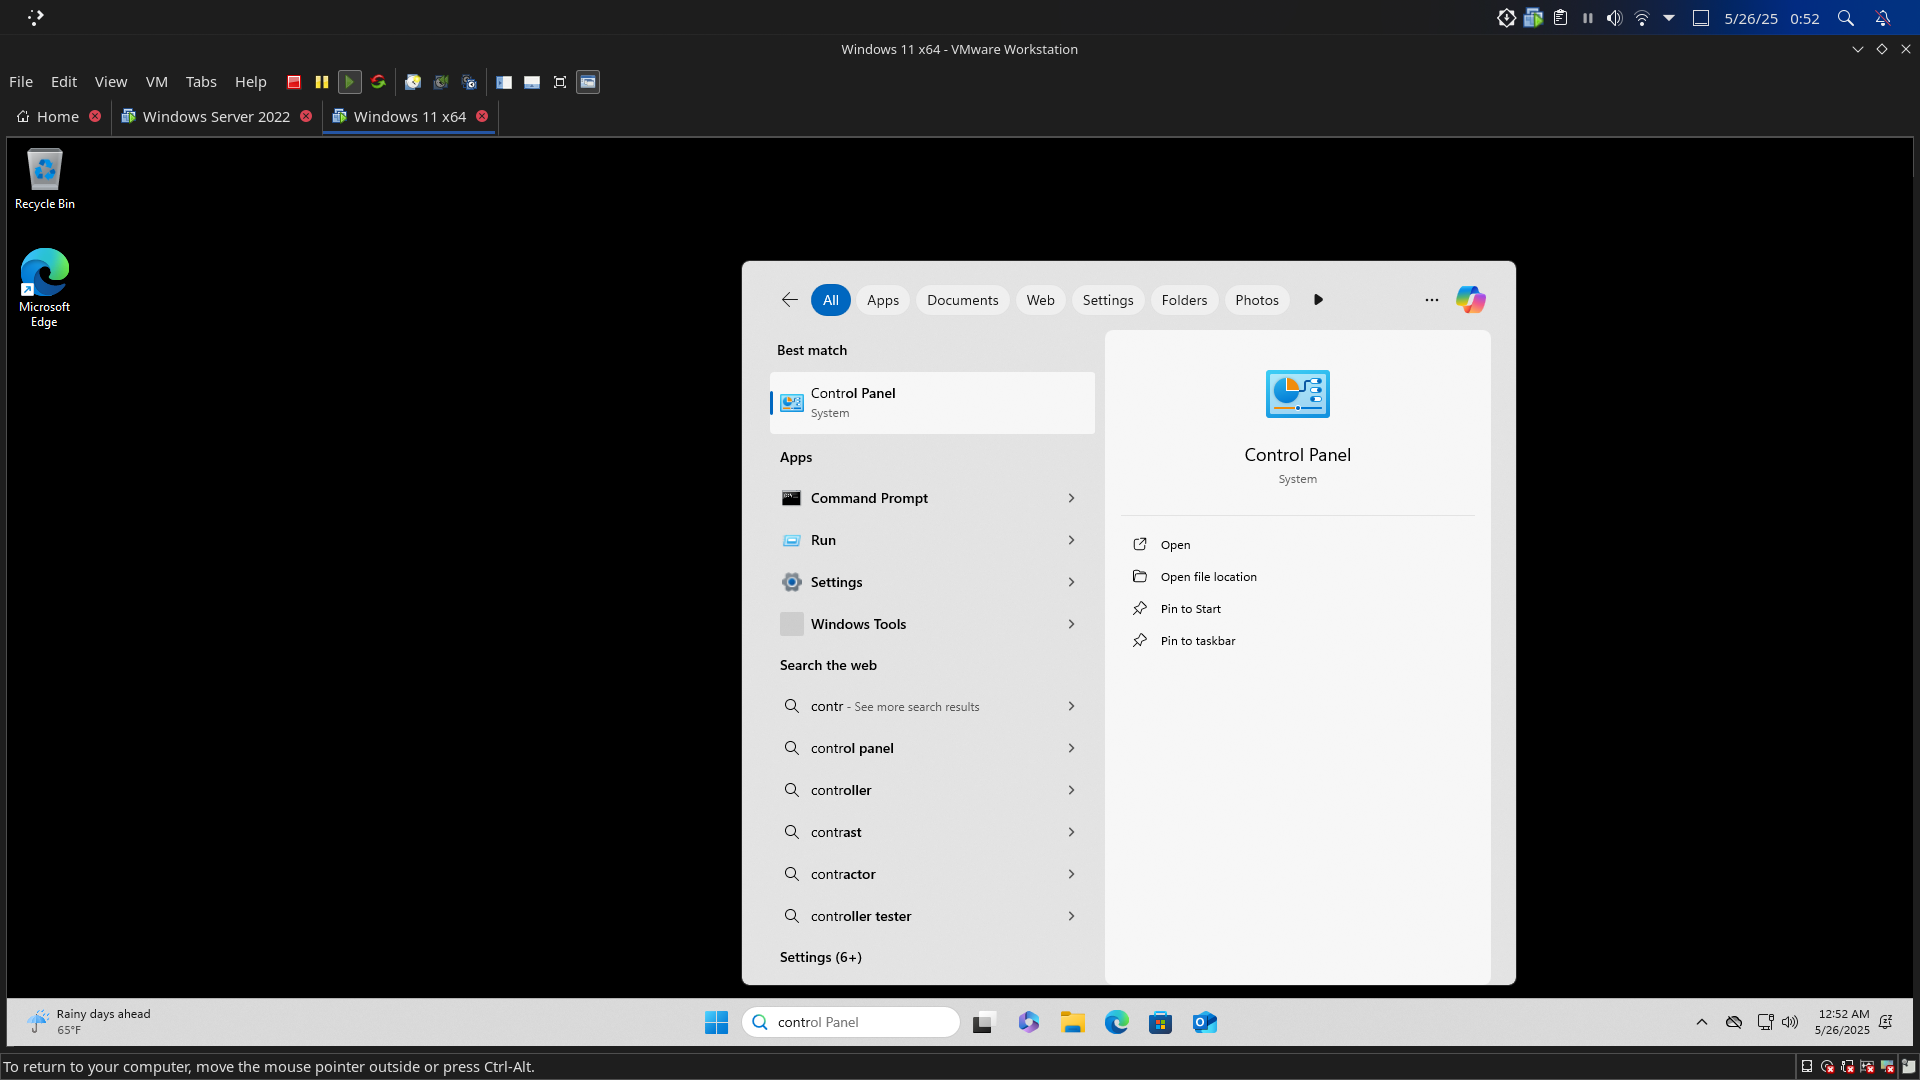 5/26/25 0:52
Windows 11 x64 - VMware Workstation
File Edit View VM Tabs Help
Home Windows Server 2022 Windows 11 x64
Recycle Bin
Microsoft
Edge
All Apps Documents Web Settings Folders Photos
Best match
Control Panel
System
Apps
Command Prompt
Run
Settings
Windows Tools
Search the web
contr - See more search results
control panel
controller
contrast
contractor
controller tester
Settings (6+)
Control Panel
System
Open
Open file location
Pin to Start
Pin to taskbar
Rainy days ahead
65°F
control Panel
12:52 AM
5/26/2025
To return to your computer, move the mouse pointer outside or press Ctrl-Alt.